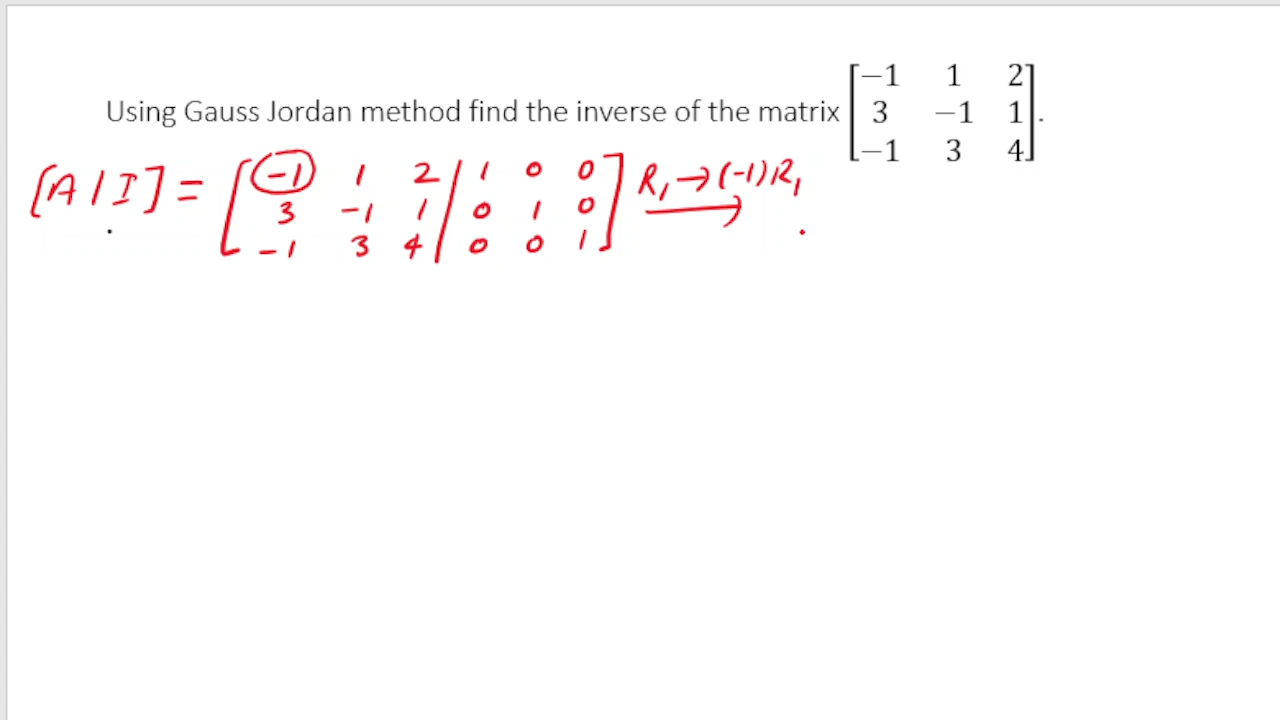 Using Gauss Jordan method find the inverse of the matrix [−1 1 2
3 −1 1
−1 3 4].
[A|I] = [-1 1 2 | 1 0 0
3 -1 1 | 0 1 0
-1 3 4 | 0 0 1] R₁→(-1)R₁